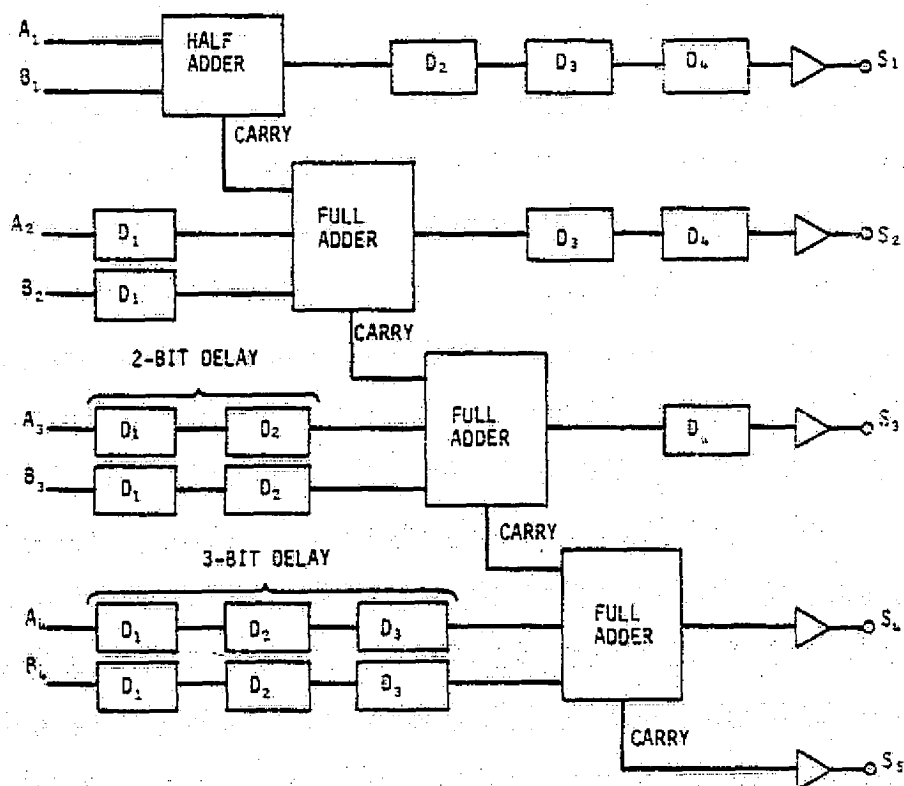 A₁
HALF ADDER
D₂ D₃ D₄ S₁
B₁
CARRY
A₂ D₁ FULL ADDER D₃ D₄ S₂
B₂ D₁
CARRY
2-BIT DELAY
A₃ D₁ D₂ FULL ADDER D₄ S₃
B₃ D₁ D₂
CARRY
3-BIT DELAY
A₄ D₁ D₂ D₃ FULL ADDER S₄
B₄ D₁ D₂ D₃
CARRY
S₅